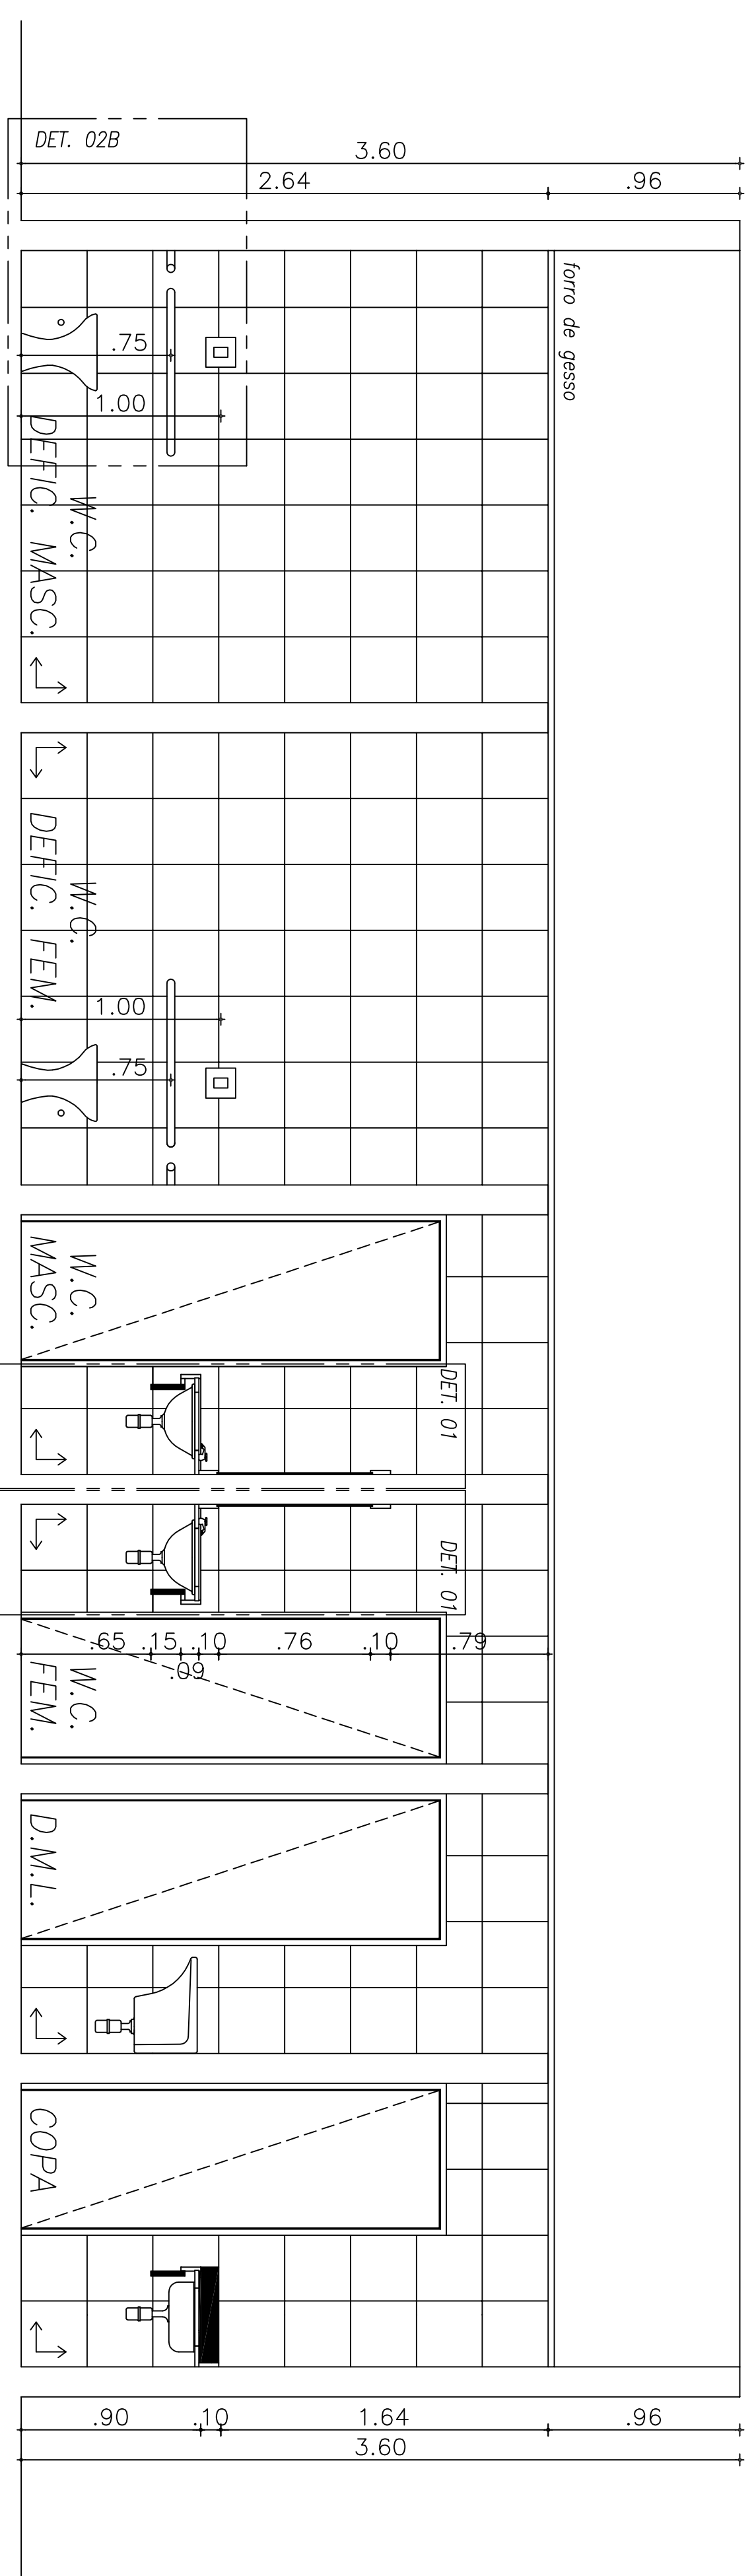 DET. 02B
3.60
2.64
.96
forro de gesso
.75
1.00
W.C.
DEFIC. MASC.
W.C.
DEFIC. FEM.
1.00
.75
W.C.
MASC.
DET. 01
DET. 01
.65 .15 .10 .76 .10 .79
.09
W.C.
FEM.
D.M.L.
COPA
.90 .10 1.64 .96
3.60